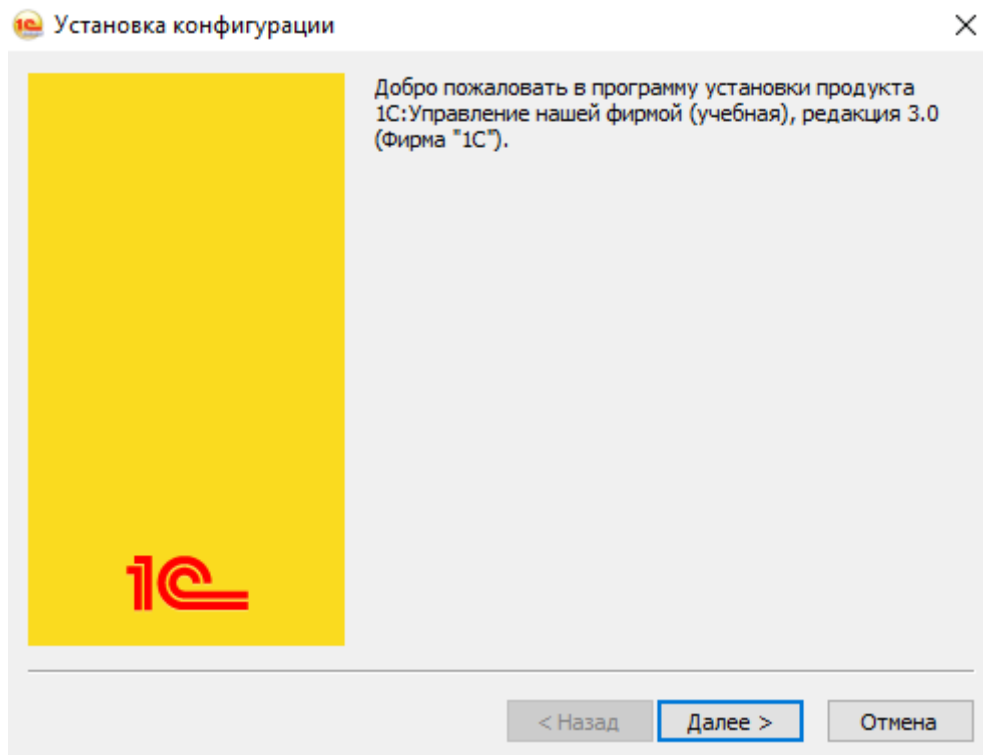 Установка конфигурации
Добро пожаловать в программу установки продукта
1С:Управление нашей фирмой (учебная), редакция 3.0
(Фирма "1С").
1С
< Назад
Далее >
Отмена